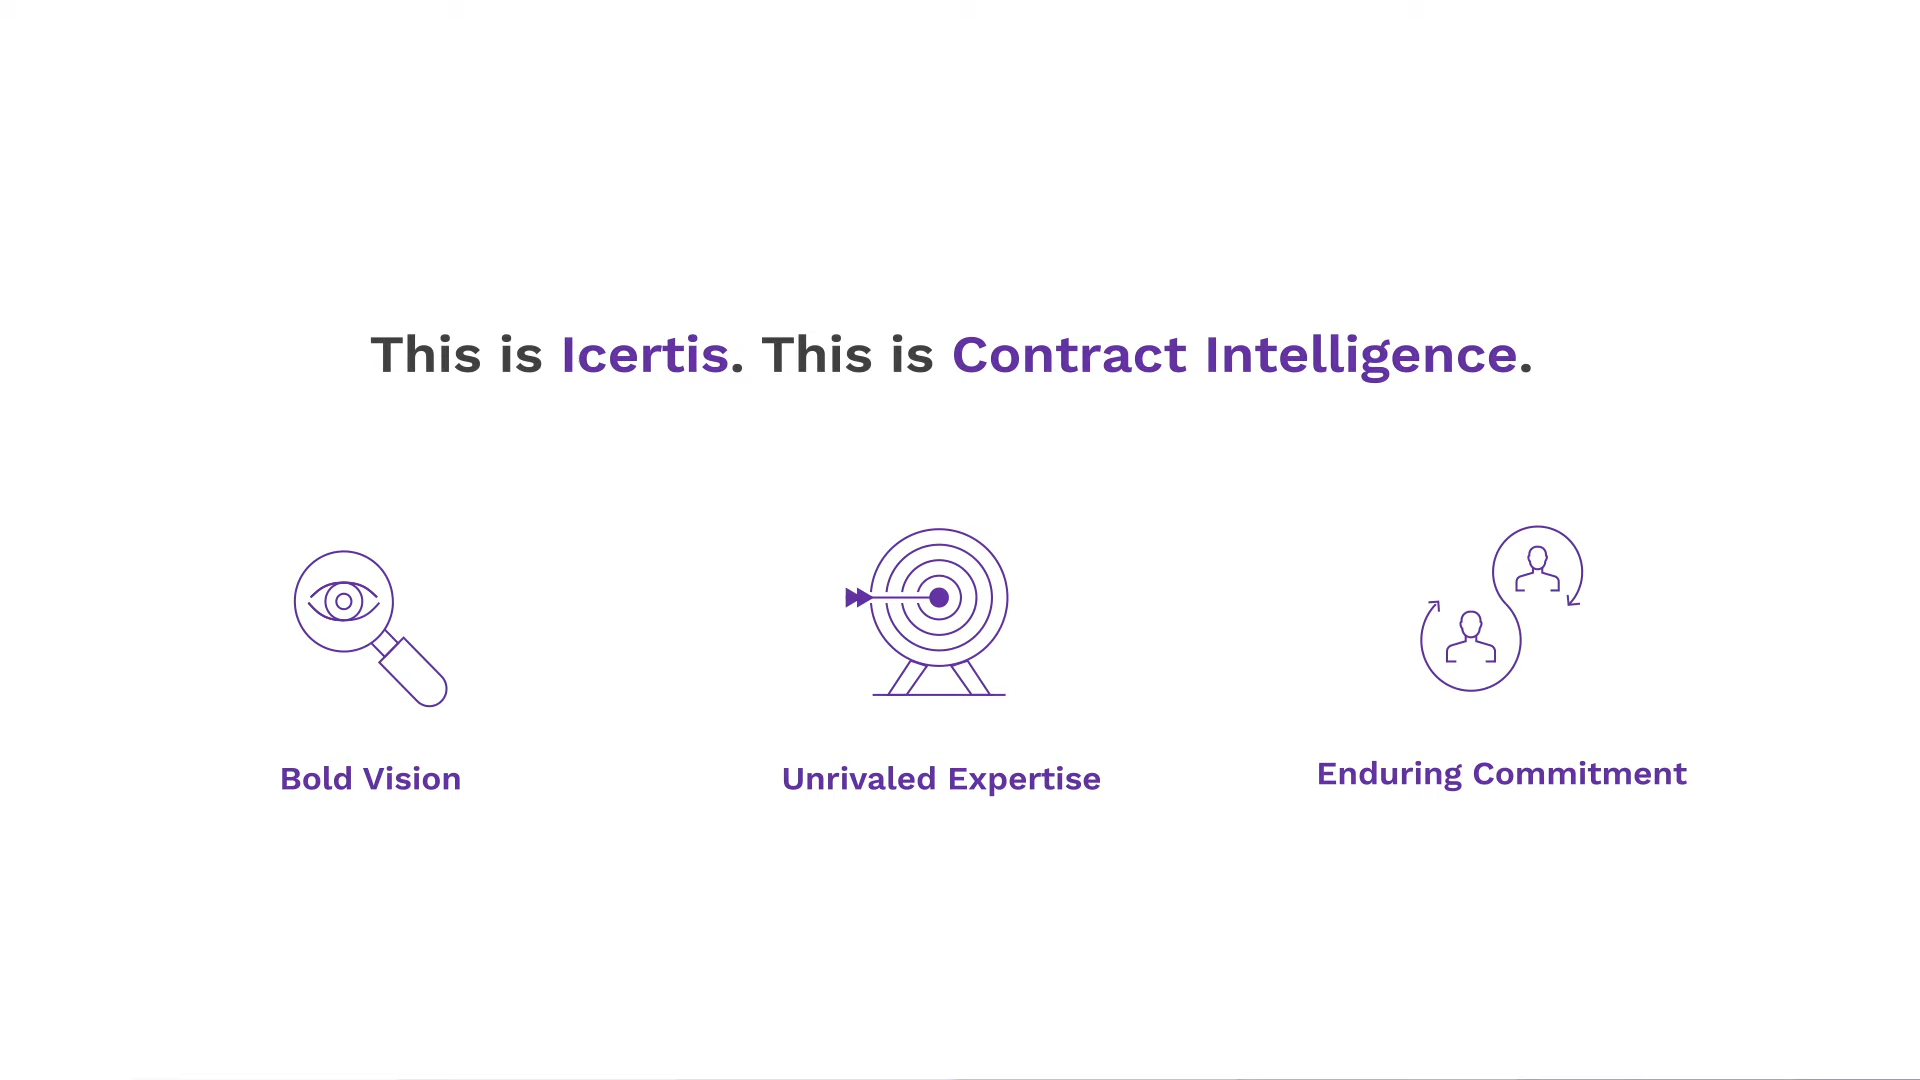 This is Icertis. This is Contract Intelligence.
Bold Vision
Unrivaled Expertise
Enduring Commitment